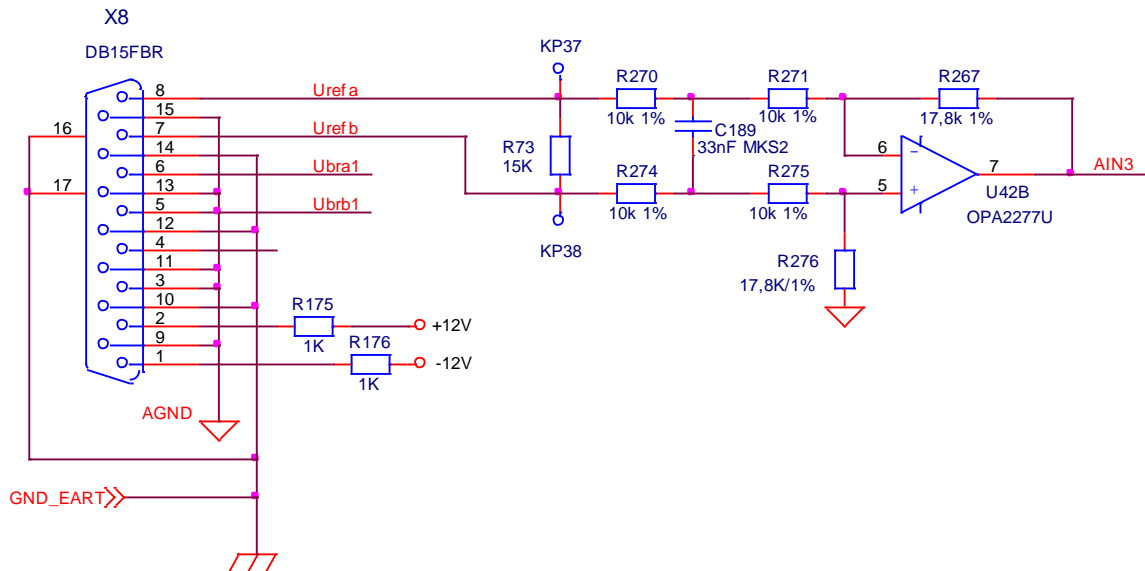 X8
DB15FBR
8
15
7
14
6
13
5
12
4
11
3
10
2
9
1
16
17
Urefa
Urefb
Ubra1
Ubrb1
KP37
R73
15K
KP38
R270
10k 1%
R271
10k 1%
R267
17,8k 1%
C189
33nF MKS2
R274
10k 1%
R275
10k 1%
6
5
7
U42B
OPA2277U
AIN3
R276
17,8K/1%
R175
1K
+12V
R176
1K
-12V
AGND
GND_EART